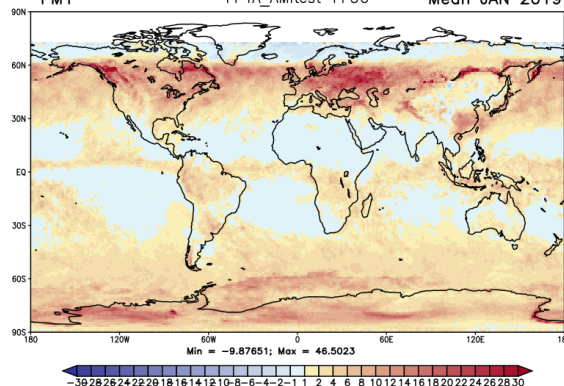 Mean JAN 2019
90N
60N
30N
EQ
30S
60S
90S
180 120W 60W 0 60E 120E 180
Min = −9.87651; Max = 46.5023
−30 28 26 24 22 20 18 16 14 12 10 −8 −6 −4 −2 −1 1 2 4 6 8 10 12 14 16 18 20 22 24 26 28 30